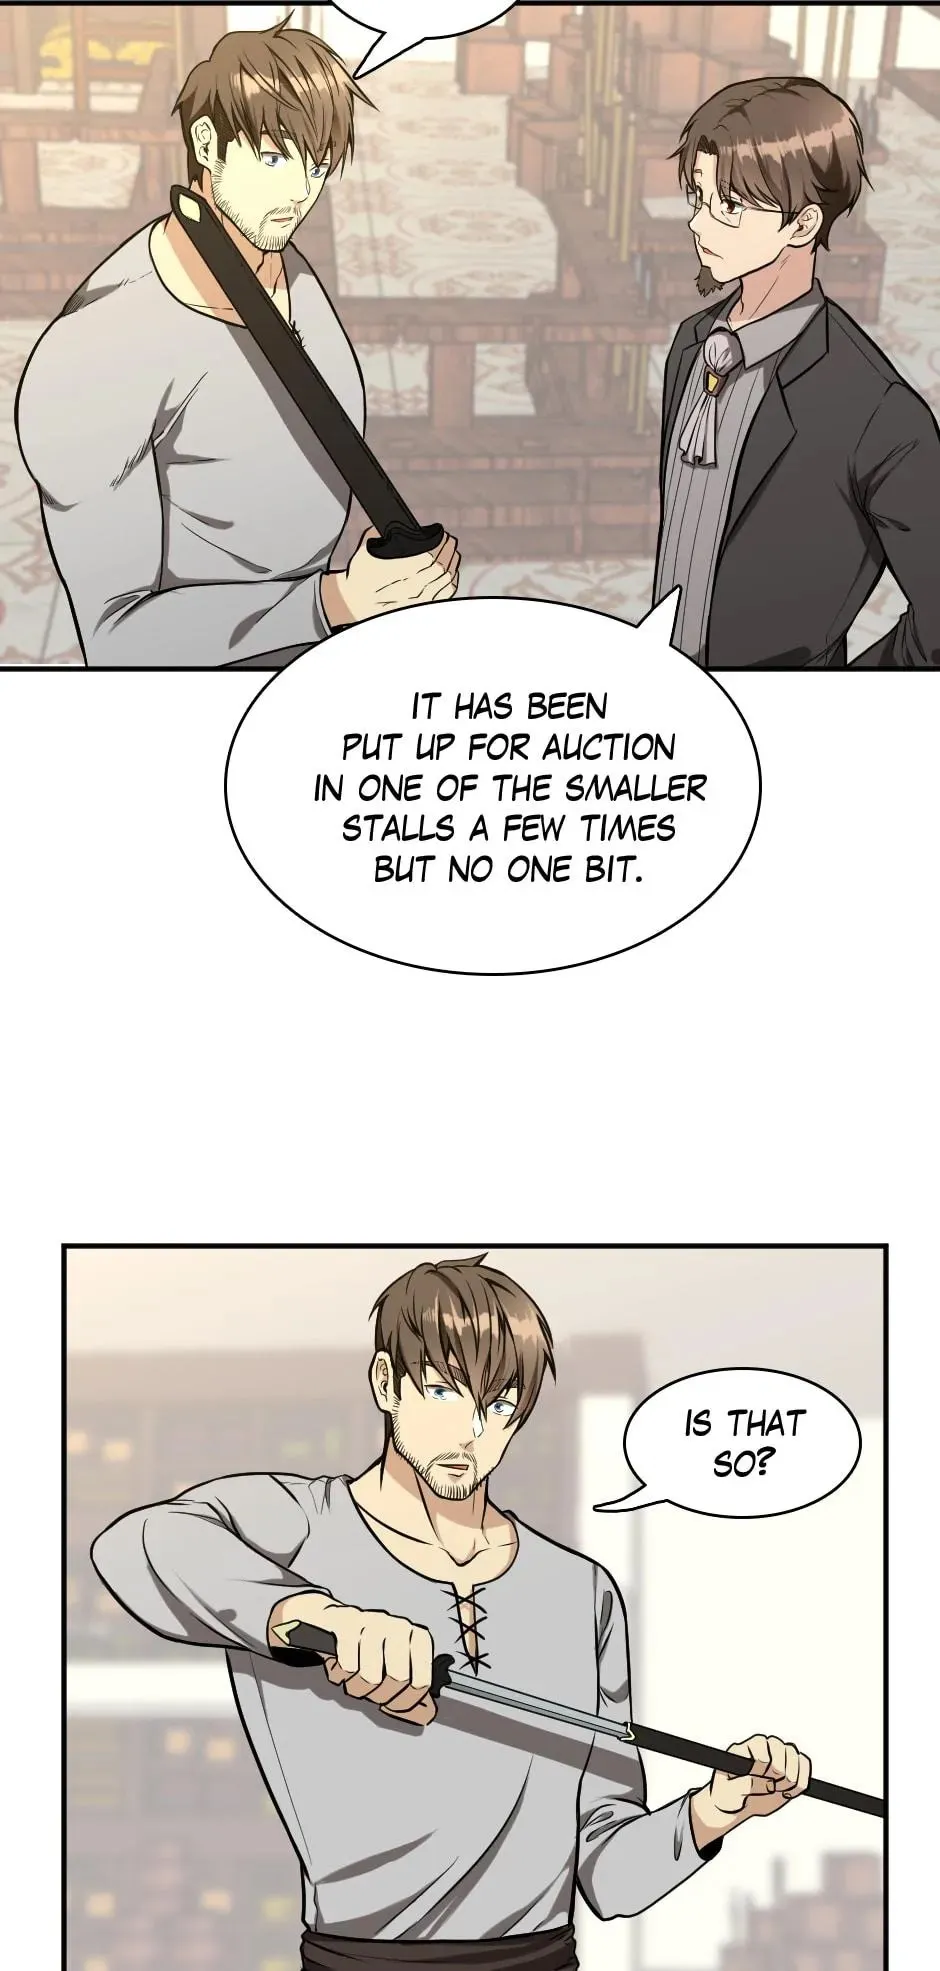 IT HAS BEEN
PUT UP FOR AUCTION
IN ONE OF THE SMALLER
STALLS A FEW TIMES
BUT NO ONE BIT.
IS THAT
SO?